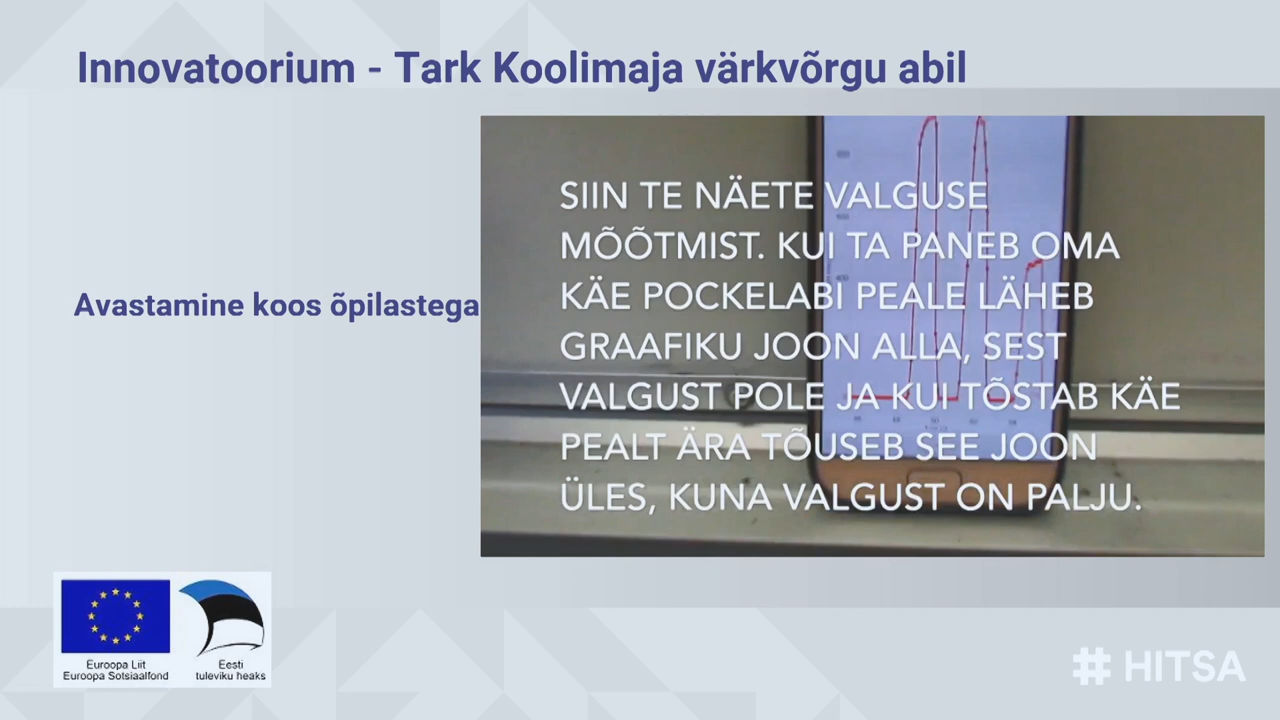 Innovatoorium - Tark Koolimaja värkvõrgu abil
Avastamine koos õpilastega
SIIN TE NÄETE VALGUSE
MÕÕTMIST. KUI TA PANEB OMA
KÄE POCKELABI PEALE LÄHEB
GRAAFIKU JOON ALLA, SEST
VALGUST POLE JA KUI TÕSTAB KÄE
PEALT ÄRA TÕUSEB SEE JOON
ÜLES, KUNA VALGUST ON PALJU.
Euroopa Liit
Euroopa Sotsiaalfond
Eesti
tuleviku heaks
# HITSA